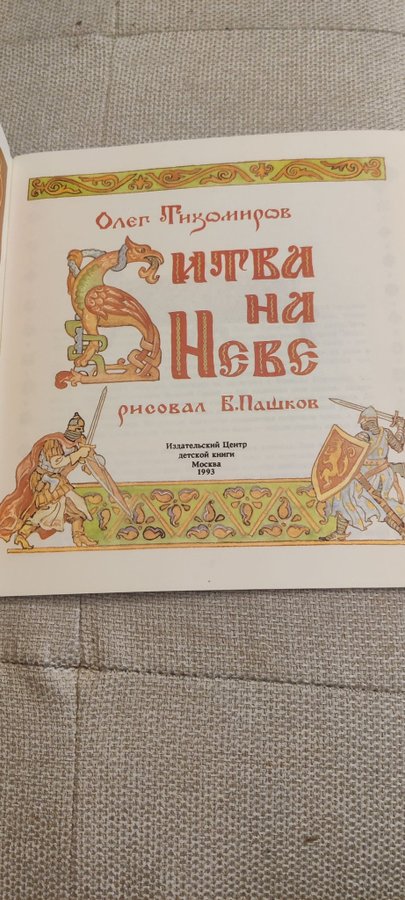 Олег Тихомиров
Битва
на
Неве
рисовал Б.Пашков
Издательский Центр
детской книги
Москва
1993